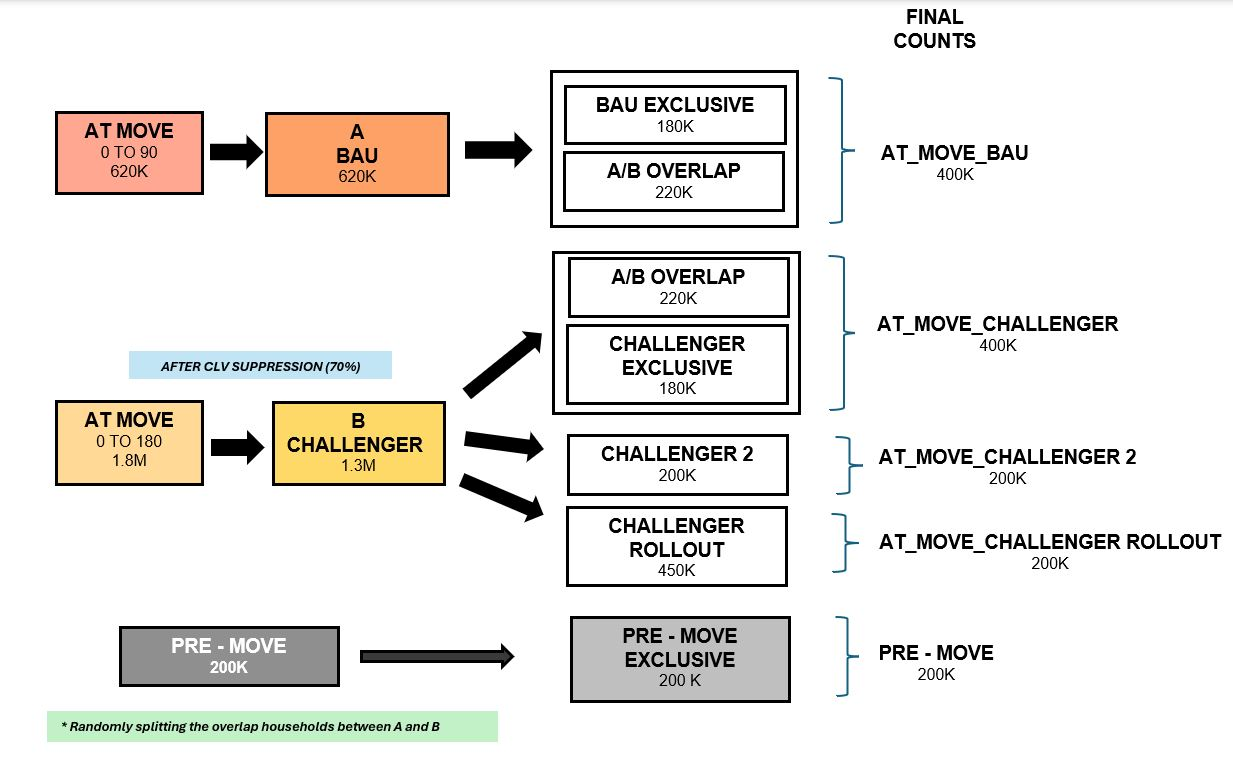 FINAL
COUNTS
AT MOVE
0 TO 90
620K
A
BAU
620K
BAU EXCLUSIVE
180K
A/B OVERLAP
220K
AT_MOVE_BAU
400K
A/B OVERLAP
220K
CHALLENGER
EXCLUSIVE
180K
AT_MOVE_CHALLENGER
400K
AFTER CLV SUPPRESSION (70%)
AT MOVE
0 TO 180
1.8M
B
CHALLENGER
1.3M
CHALLENGER 2
200K
AT_MOVE_CHALLENGER 2
200K
CHALLENGER
ROLLOUT
450K
AT_MOVE_CHALLENGER ROLLOUT
200K
PRE - MOVE
200K
PRE - MOVE
EXCLUSIVE
200 K
PRE - MOVE
200K
* Randomly splitting the overlap households between A and B